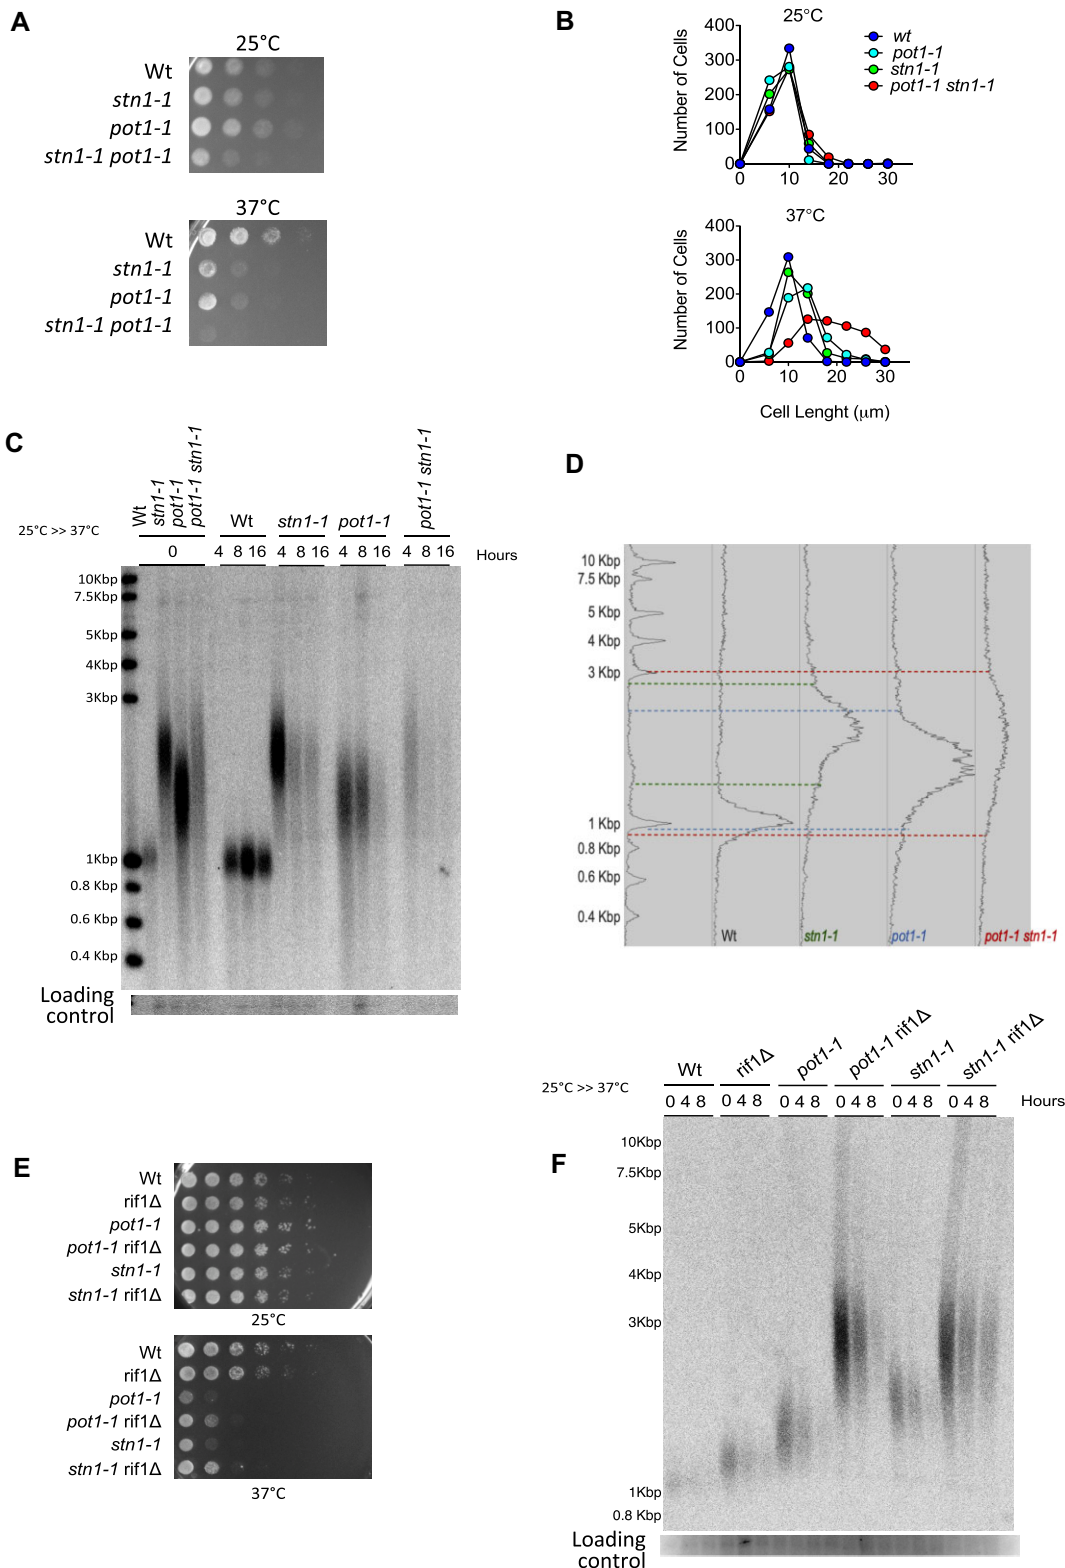 A
25°C
Wt
stn1-1
pot1-1
stn1-1 pot1-1
37°C
Wt
stn1-1
pot1-1
stn1-1 pot1-1
B
25°C
Number of Cells
400
300
200
100
0
0 10 20 30
wt
pot1-1
stn1-1
pot1-1 stn1-1
37°C
Number of Cells
400
300
200
100
0
0 10 20 30
Cell Lenght (μm)
C
25°C >> 37°C
Wt
stn1-1
pot1-1
pot1-1 stn1-1
Wt
stn1-1
pot1-1
pot1-1 stn1-1
0 4 8 16 4 8 16 4 8 16 4 8 16 Hours
10Kbp
7.5Kbp
5Kbp
4Kbp
3Kbp
1Kbp
0.8 Kbp
0.6 Kbp
0.4 Kbp
Loading control
D
10 Kbp
7.5 Kbp
5 Kbp
4 Kbp
3 Kbp
1 Kbp
0.8 Kbp
0.6 Kbp
0.4 Kbp
Wt stn1-1 pot1-1 pot1-1 stn1-1
E
Wt
rif1Δ
pot1-1
pot1-1 rif1Δ
stn1-1
stn1-1 rif1Δ
25°C
Wt
rif1Δ
pot1-1
pot1-1 rif1Δ
stn1-1
stn1-1 rif1Δ
37°C
F
25°C >> 37°C
Wt
rif1Δ
pot1-1
pot1-1 rif1Δ
stn1-1
stn1-1 rif1Δ
0 4 8 0 4 8 0 4 8 0 4 8 0 4 8 0 4 8 Hours
10Kbp
7.5Kbp
5Kbp
4Kbp
3Kbp
1Kbp
0.8 Kbp
Loading control